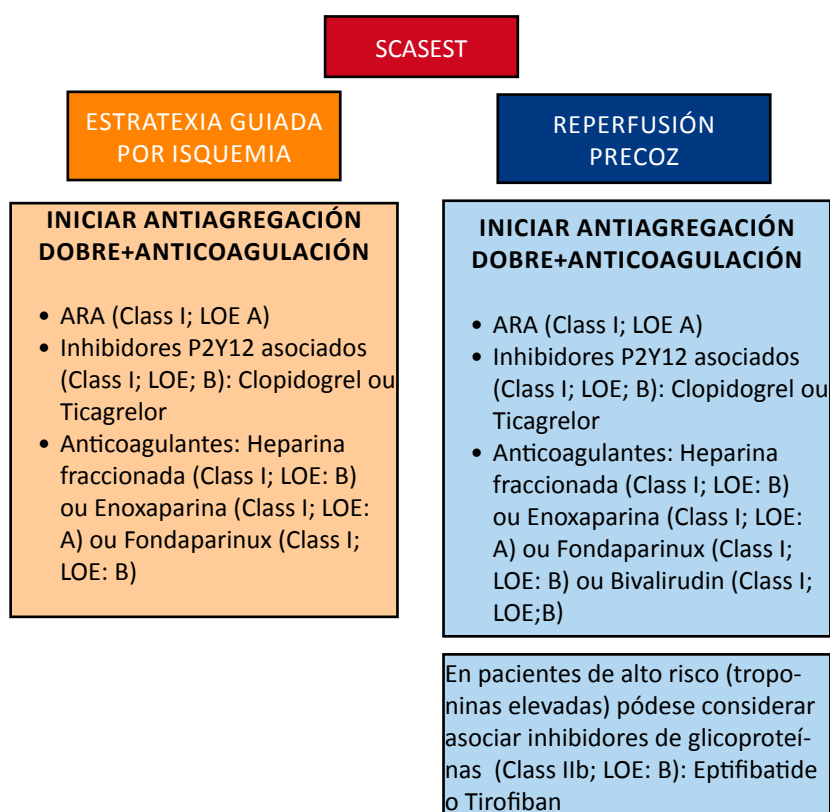 SCASEST
ESTRATEXIA GUIADA
POR ISQUEMIA
INICIAR ANTIAGREGACIÓN
DOBRE+ANTICOAGULACIÓN
• ARA (Class I; LOE A)
• Inhibidores P2Y12 asociados
(Class I; LOE; B): Clopidogrel ou
Ticagrelor
• Anticoagulantes: Heparina
fraccionada (Class I; LOE: B)
ou Enoxaparina (Class I; LOE:
A) ou Fondaparinux (Class I;
LOE: B)
REPERFUSIÓN
PRECOZ
INICIAR ANTIAGREGACIÓN
DOBRE+ANTICOAGULACIÓN
• ARA (Class I; LOE A)
• Inhibidores P2Y12 asociados
(Class I; LOE; B): Clopidogrel ou
Ticagrelor
• Anticoagulantes: Heparina
fraccionada (Class I; LOE: B)
ou Enoxaparina (Class I; LOE:
A) ou Fondaparinux (Class I;
LOE: B) ou Bivalirudin (Class I;
LOE;B)
En pacientes de alto risco (tropo-
ninas elevadas) pódese considerar
asociar inhibidores de glicoproteí-
nas  (Class IIb; LOE: B): Eptifibatide
o Tirofiban